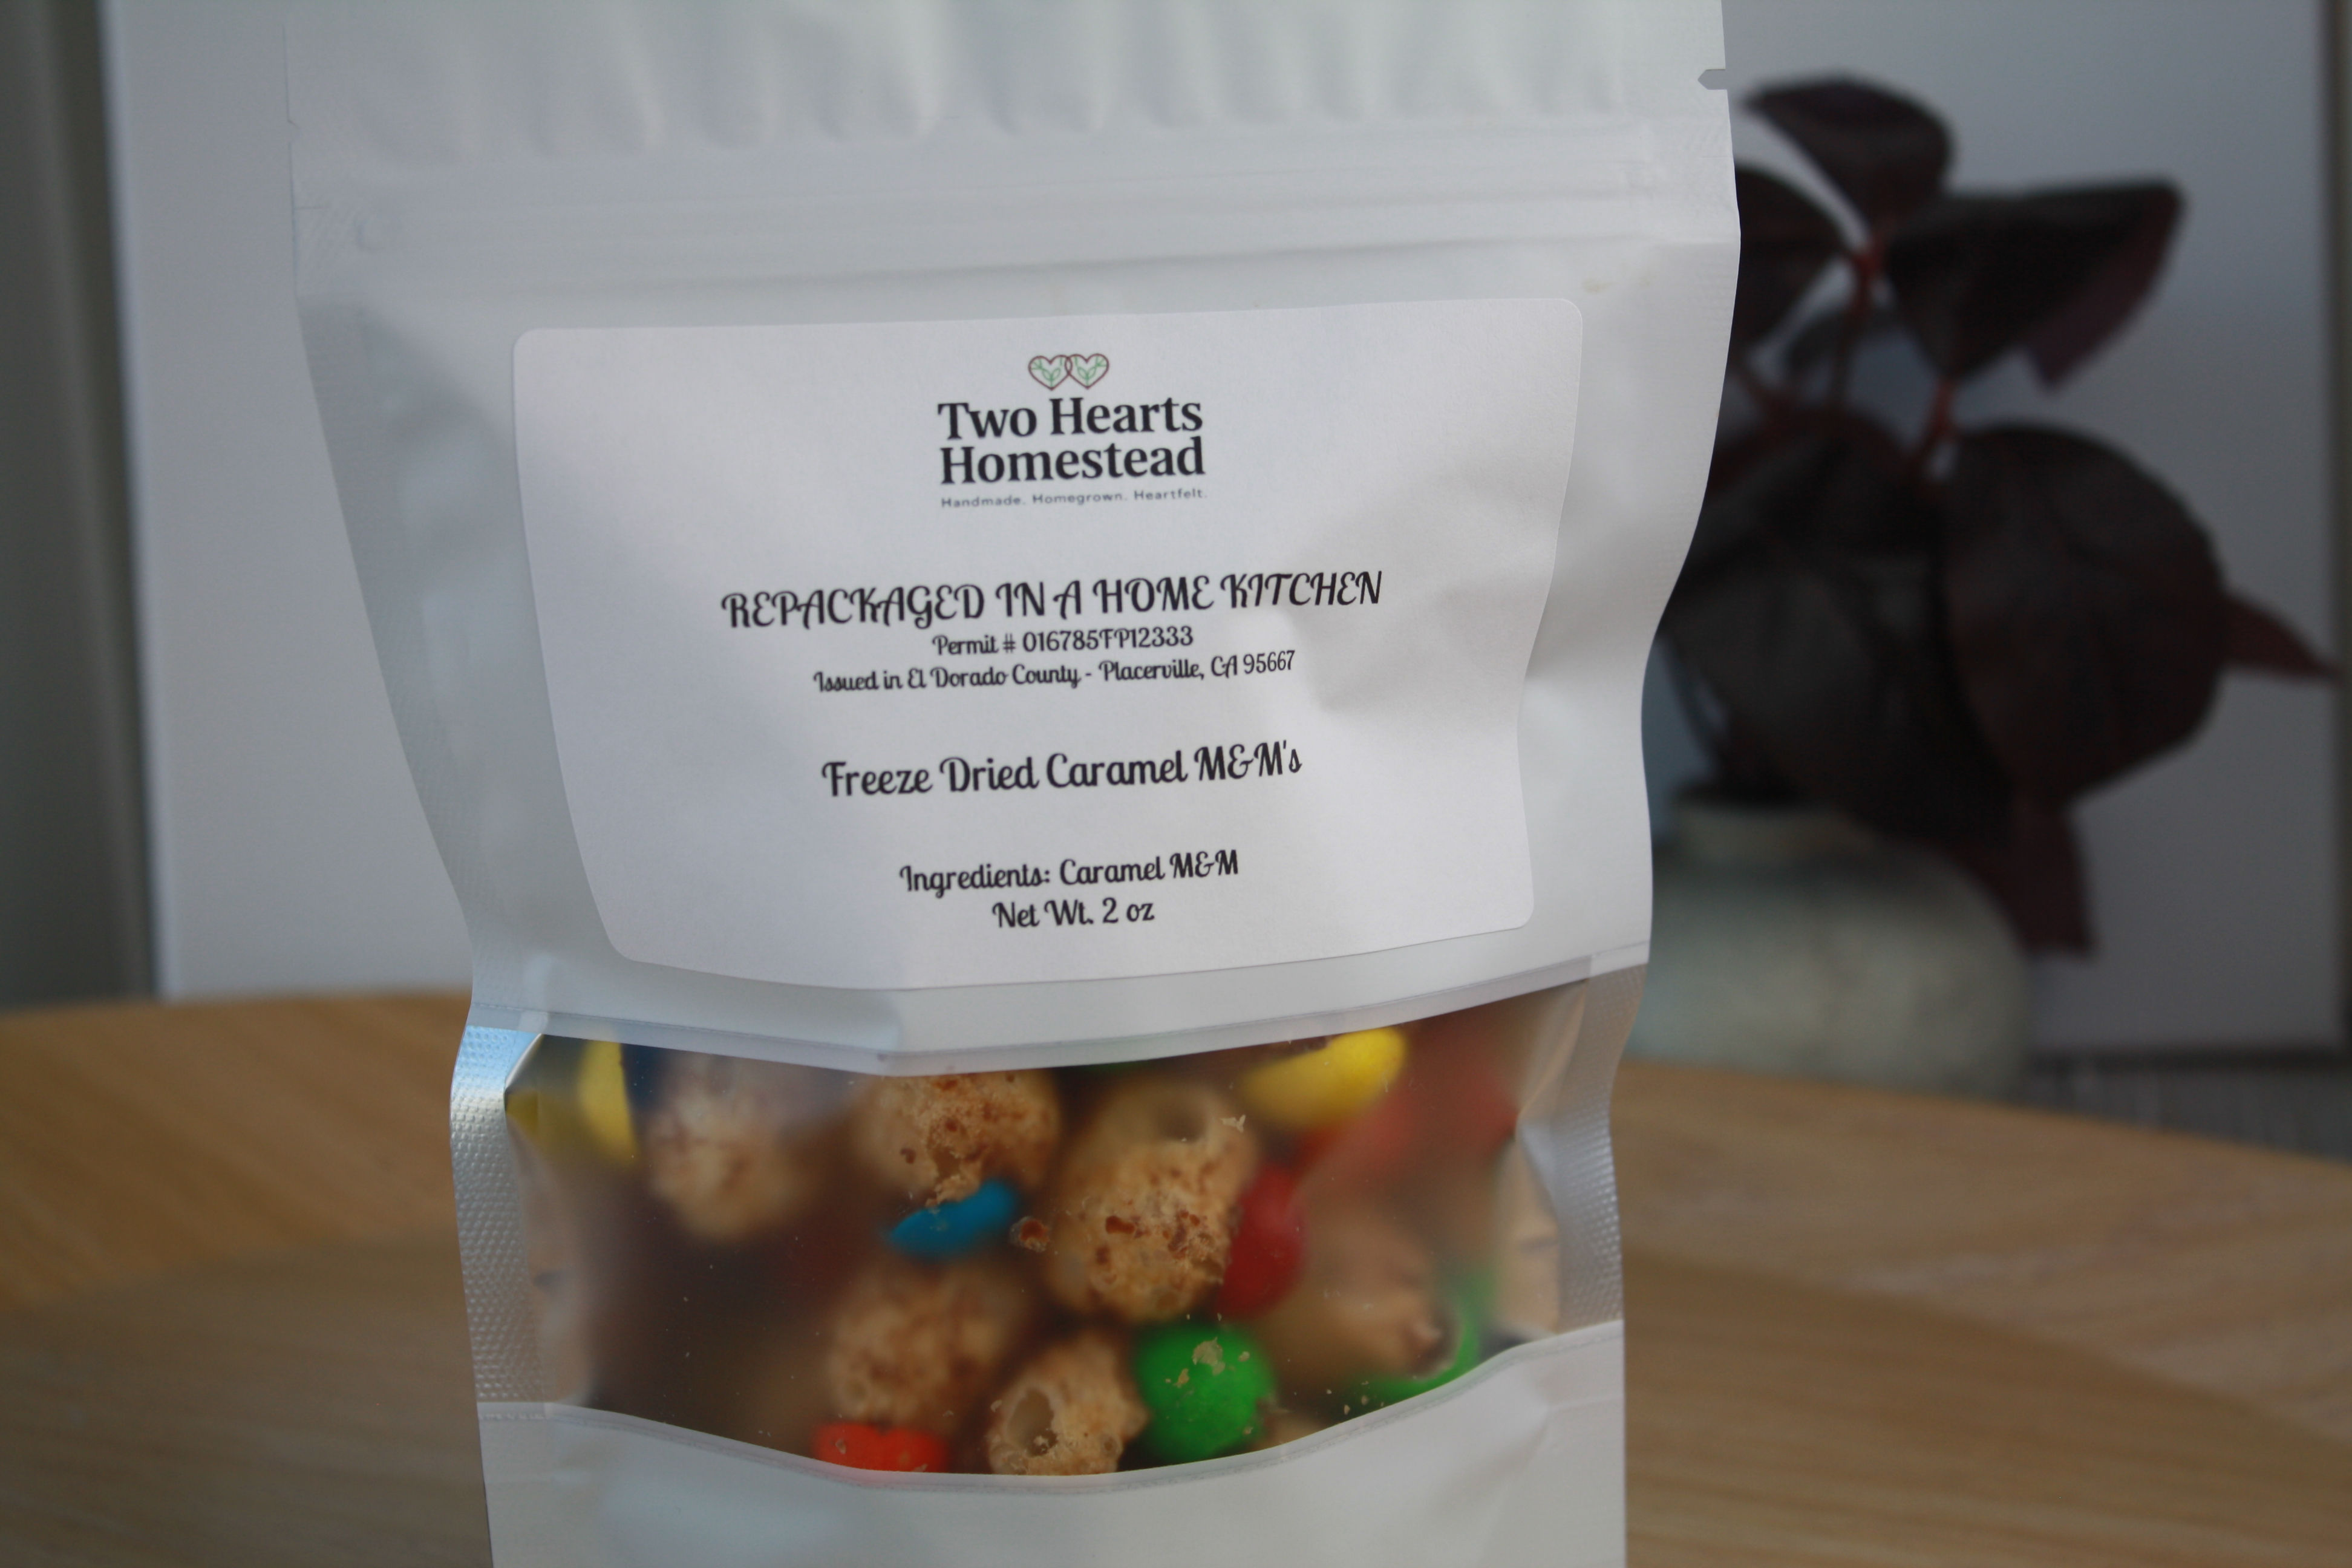 Two Hearts
Homestead
Handmade. Homegrown. Heartfelt.
REPACKAGED IN A HOME KITCHEN
Permit # 016785FP12333
Issued in El Dorado County - Placerville, CA 95667
Freeze Dried Caramel M&M's
Ingredients: Caramel M&M
Net Wt. 2 oz